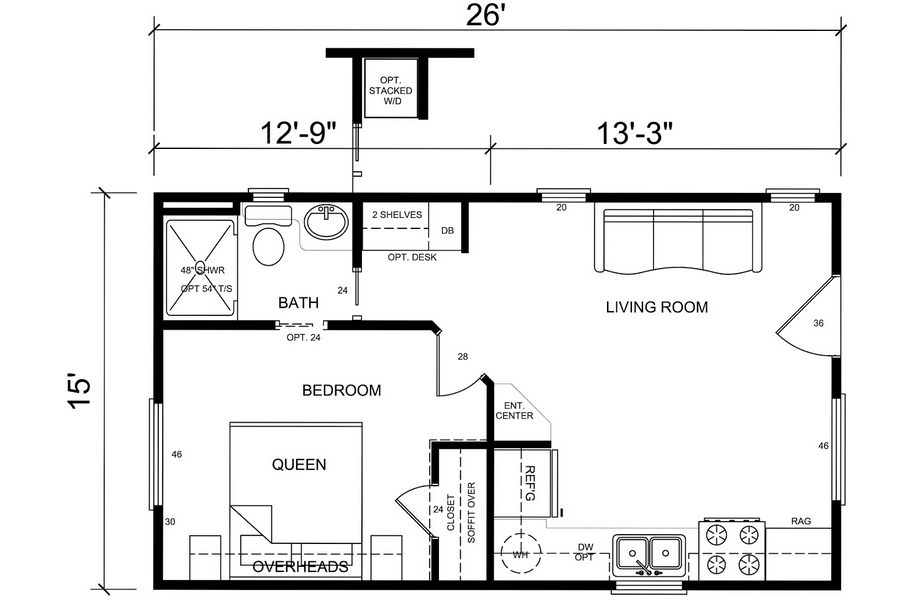 26'
OPT.
STACKED
W/D
12'-9"
13'-3"
20
20
2 SHELVES
DB
OPT. DESK
48" SHWR
OPT 54" T/S
BATH
24
OPT. 24
LIVING ROOM
36
28
15'
BEDROOM
ENT.
CENTER
46
46
QUEEN
REF'G
24
CLOSET
SOFFIT OVER
30
RAG
WH
DW
OPT
OVERHEADS